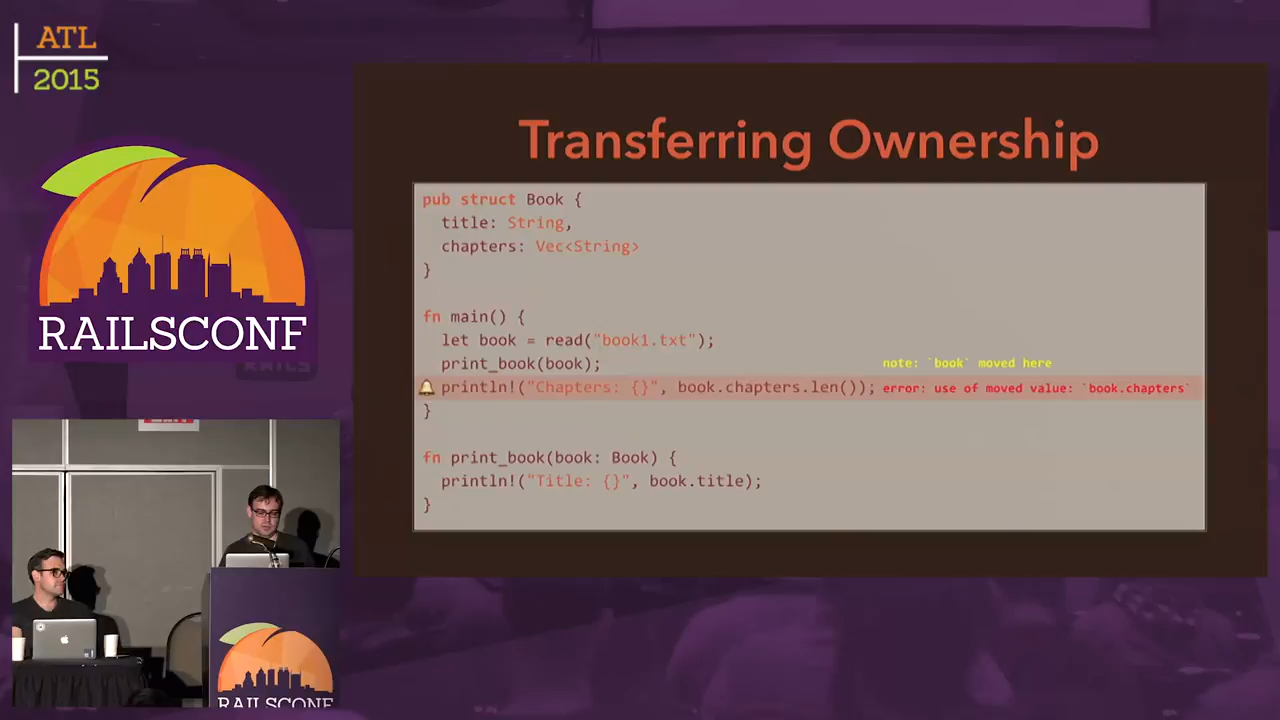 ATL
2015
RAILSCONF
Transferring Ownership
pub struct Book {
title: String,
chapters: Vec<String>
}
fn main() {
let book = read("book1.txt");
print_book(book); note: `book` moved here
println!("Chapters: {}", book.chapters.len()); error: use of moved value: `book.chapters`
}
fn print_book(book: Book) {
println!("Title: {}", book.title);
}
RAILSCONF